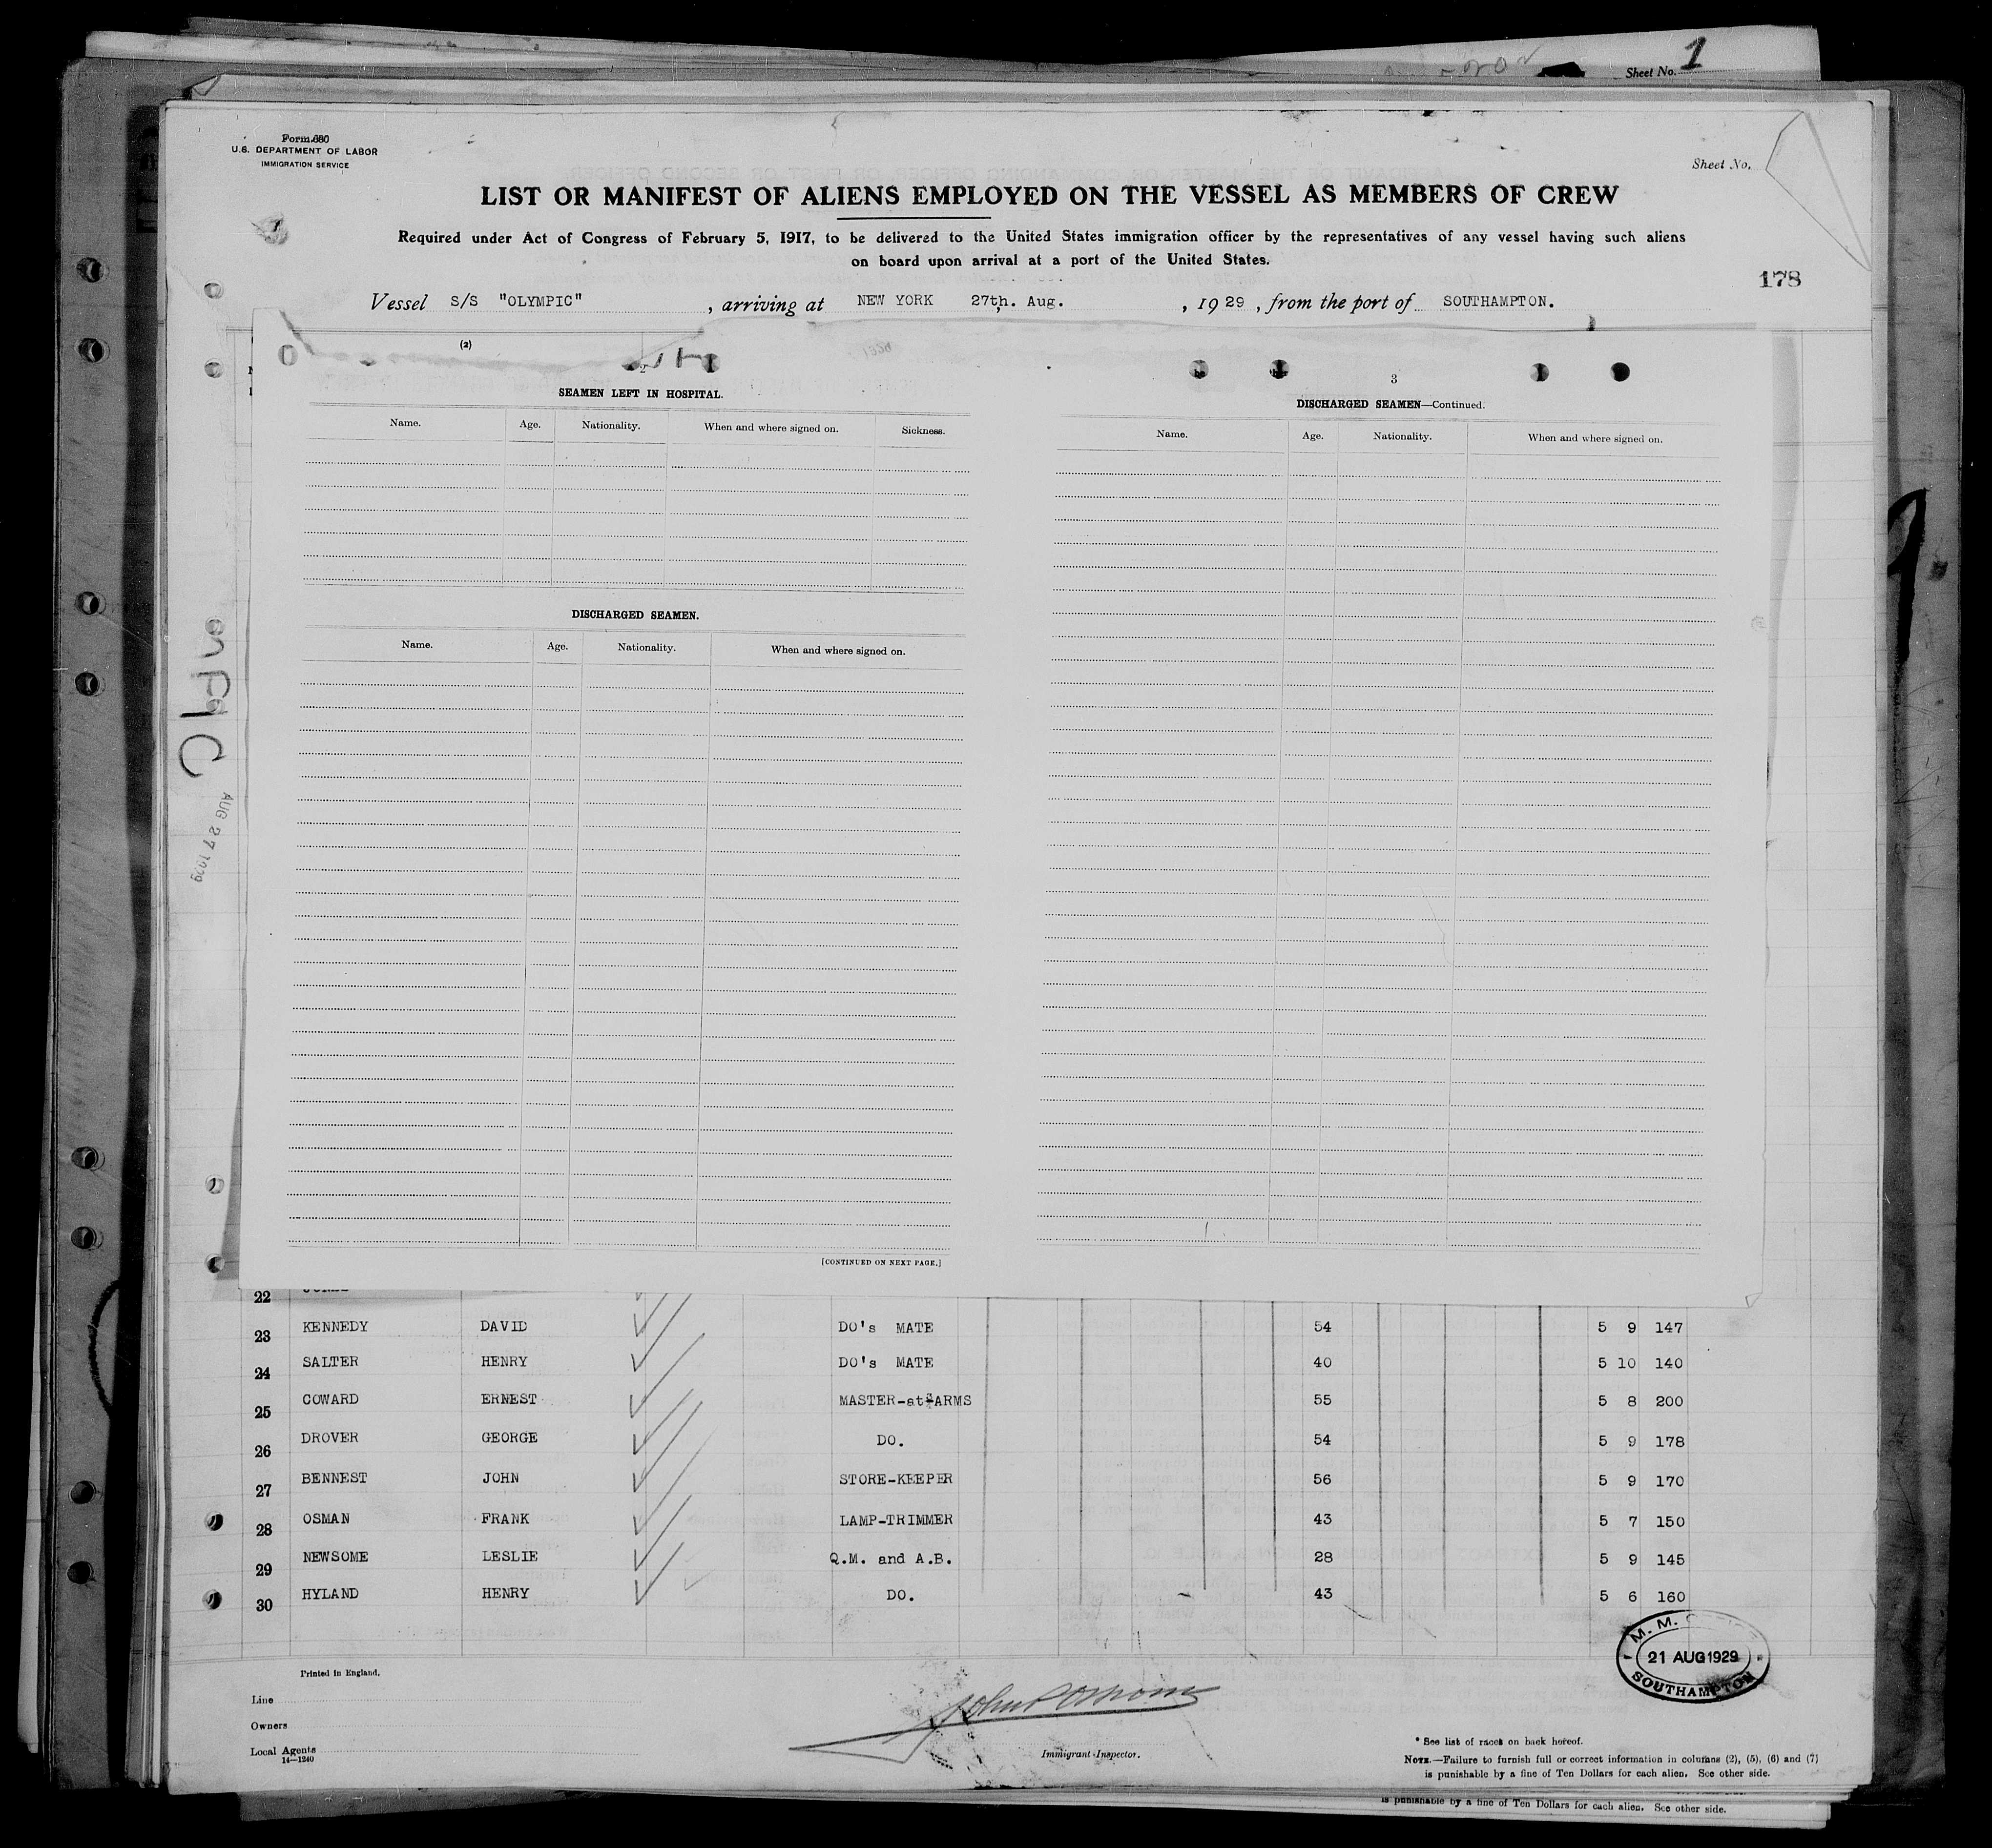 Sheet No. 1
Form 680
U.S. DEPARTMENT OF LABOR
IMMIGRATION SERVICE
Sheet No.
LIST OR MANIFEST OF ALIENS EMPLOYED ON THE VESSEL AS MEMBERS OF CREW
Required under Act of Congress of February 5, 1917, to be delivered to the United States immigration officer by the representatives of any vessel having such aliens
on board upon arrival at a port of the United States.
178
Vessel S/S "OLYMPIC" , arriving at NEW YORK 27th. Aug. , 19 29 , from the port of SOUTHAMPTON.
(2)
2
SEAMEN LEFT IN HOSPITAL.
Name. Age. Nationality. When and where signed on. Sickness.
DISCHARGED SEAMEN.
Name. Age. Nationality. When and where signed on.
[CONTINUED ON NEXT PAGE.]
3
DISCHARGED SEAMEN—Continued.
Name. Age. Nationality. When and where signed on.
AUG 27 1929
22
23 KENNEDY DAVID DO's MATE 54 5 9 147
24 SALTER HENRY DO's MATE 40 5 10 140
25 COWARD ERNEST MASTER-at-ARMS 55 5 8 200
26 DROVER GEORGE DO. 54 5 9 178
27 BENNEST JOHN STORE-KEEPER 56 5 9 170
28 OSMAN FRANK LAMP-TRIMMER 43 5 7 150
29 NEWSOME LESLIE Q.M. and A.B. 28 5 9 145
30 HYLAND HENRY DO. 43 5 6 160
M. M.
21 AUG 1929
SOUTHAMPTON
Printed in England.
Line
Owners
Local Agents
14—1240
John
Immigrant Inspector.
* See list of races on back hereof.
NOTE.—Failure to furnish full or correct information in columns (2), (5), (6) and (7)
is punishable by a fine of Ten Dollars for each alien. See other side.
is punishable by a fine of Ten Dollars for each alien. See other side.